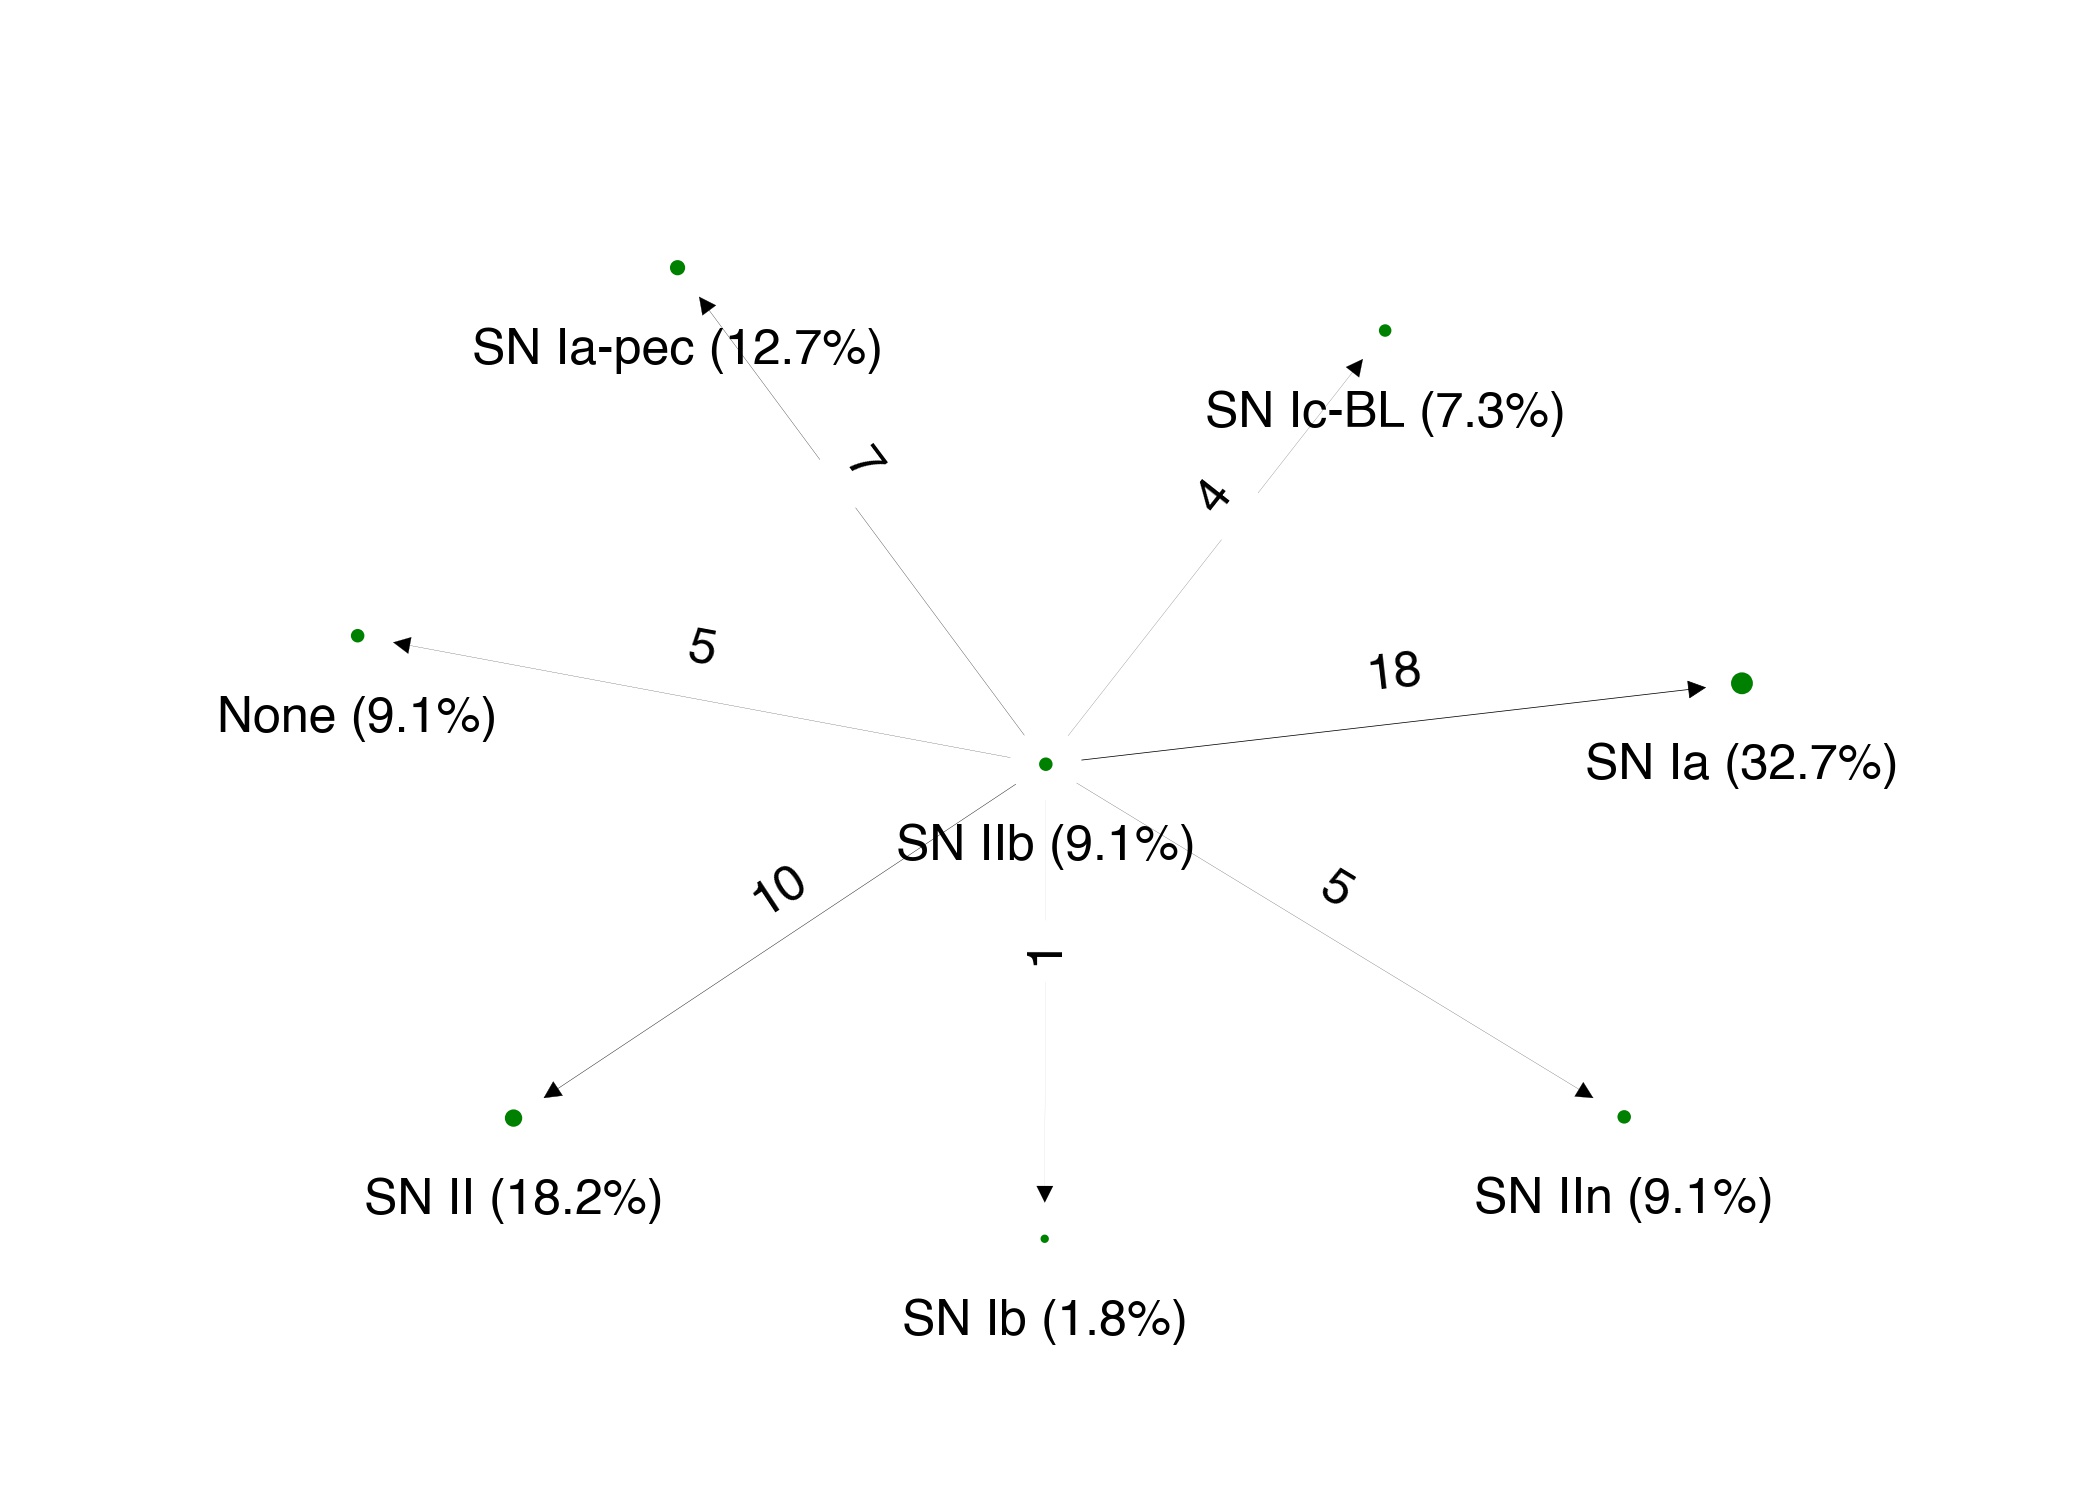 SN Ia-pec (12.7%)
SN Ic-BL (7.3%)
7
4
5
18
None (9.1%)
SN Ia (32.7%)
SN IIb (9.1%)
10
5
1
SN II (18.2%)
SN IIn (9.1%)
SN Ib (1.8%)